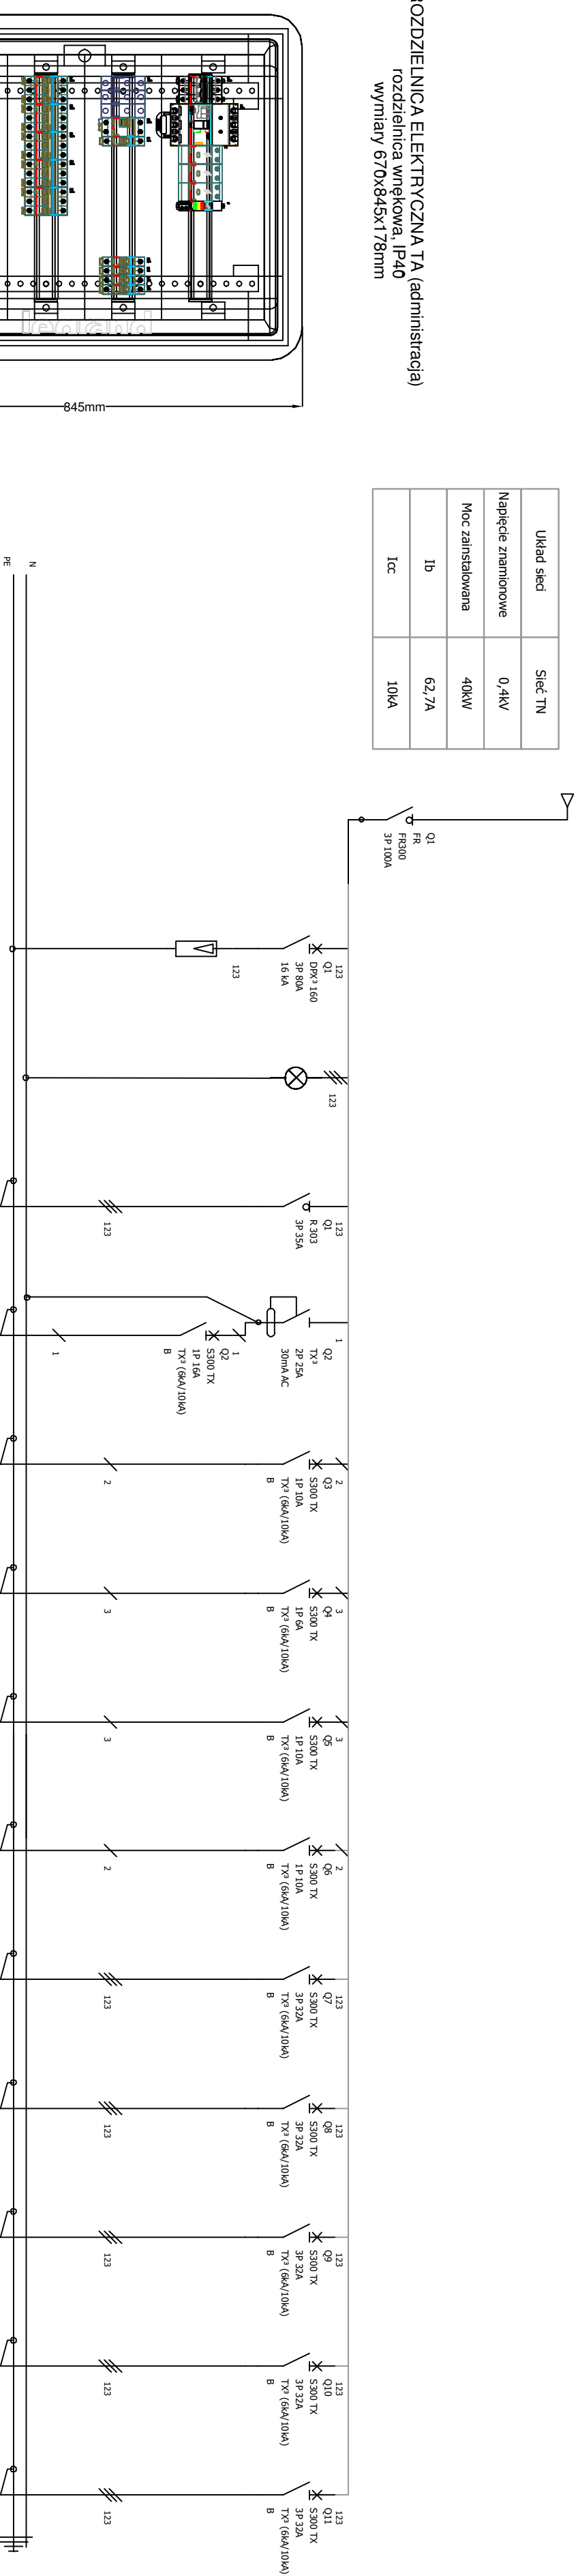 ROZDZIELNICA ELEKTRYCZNA TA (administracja)
rozdzielnica wnękowa, IP40
wymiary 670x845x178mm
legrand
845mm
Układ sieci Sieć TN
Napięcie znamionowe 0,4kV
Moc zainstalowana 40kW
Ib 62,7A
Icc 10kA
N
PE
Q1
FR
FR300
3P 100A
123
Q1
DPX³ 160
3P 80A
16 kA
123
123
123
Q1
R 303
3P 35A
123
1
Q2
TX³
2P 25A
30mA AC
1
Q2
S300 TX
1P 16A
TX³ (6kA/10kA)
B
1
2
Q3
S300 TX
1P 10A
TX³ (6kA/10kA)
B
2
3
Q4
S300 TX
1P 6A
TX³ (6kA/10kA)
B
3
3
Q5
S300 TX
1P 10A
TX³ (6kA/10kA)
B
3
2
Q6
S300 TX
1P 10A
TX³ (6kA/10kA)
B
2
123
Q7
S300 TX
3P 32A
TX³ (6kA/10kA)
B
123
123
Q8
S300 TX
3P 32A
TX³ (6kA/10kA)
B
123
123
Q9
S300 TX
3P 32A
TX³ (6kA/10kA)
B
123
123
Q10
S300 TX
3P 32A
TX³ (6kA/10kA)
B
123
123
Q11
S300 TX
3P 32A
TX³ (6kA/10kA)
B
123